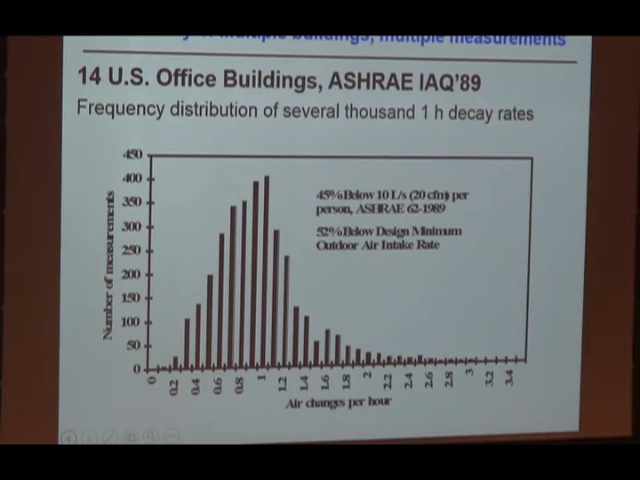 multiple buildings, multiple measurements
14 U.S. Office Buildings, ASHRAE IAQ'89
Frequency distribution of several thousand 1 h decay rates
450
400
350
300
250
200
150
100
50
0
Number of measurements
45% Below 10 L/s (20 cfm) per
person, ASHRAE 62-1989
52% Below Design Minimum
Outdoor Air Intake Rate
0 0.2 0.4 0.6 0.8 1 1.2 1.4 1.6 1.8 2 2.2 2.4 2.6 2.8 3 3.2 3.4
Air changes per hour